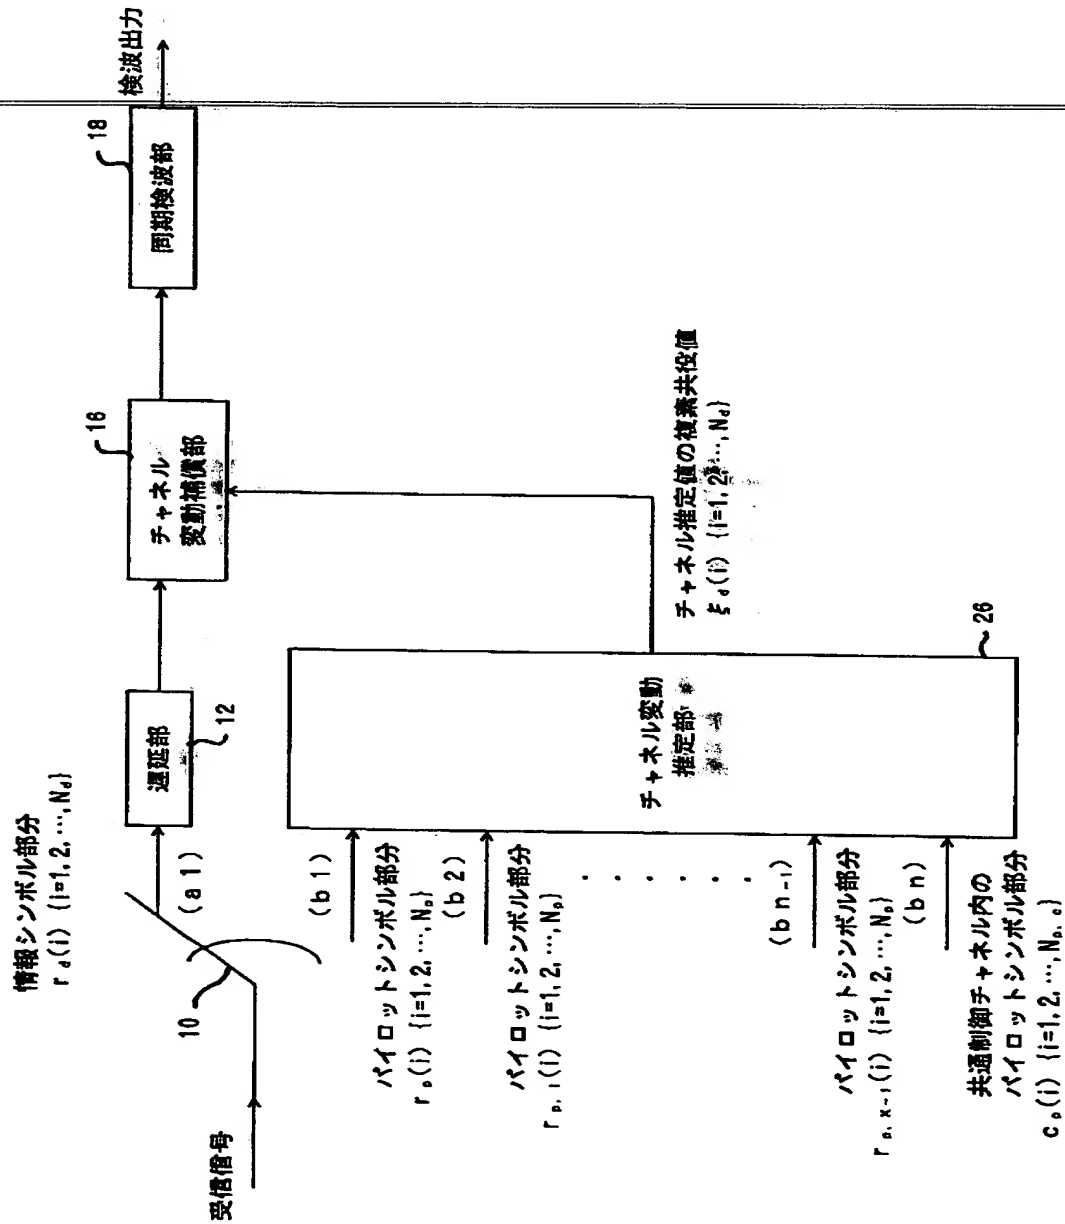 情報シンボル部分
r_d(i) {i=1, 2, …, N_d}
受信信号
10
(a1)
遅延部
12
チャネル
変動補償部
16
同期検波部
18
検波出力
(b1)
パイロットシンボル部分
r_p(i) {i=1, 2, …, N_p}
(b2)
パイロットシンボル部分
r_{p,1}(i) {i=1, 2, …, N_p}
(bn-1)
パイロットシンボル部分
r_{p,x-1}(i) {i=1, 2, …, N_p}
(bn)
共通制御チャネル内の
パイロットシンボル部分
c_p(i) {i=1, 2, …, N_{p,c}}
チャネル変動
推定部
26
チャネル推定値の複素共役値
ξ_d(i) {i=1, 2, …, N_d}